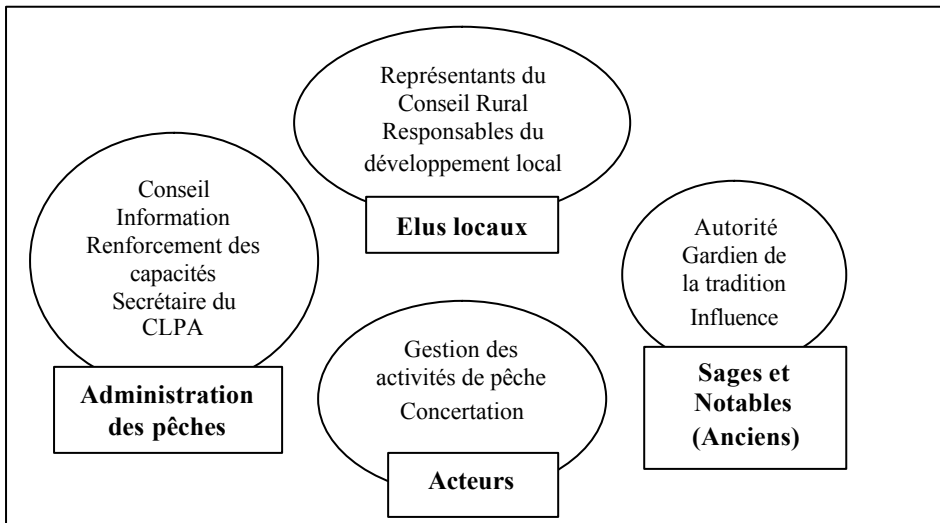 Représentants du
Conseil Rural
Responsables du
développement local
Elus locaux
Conseil
Information
Renforcement des
capacités
Secrétaire du
CLPA
Administration
des pêches
Gestion des
activités de pêche
Concertation
Acteurs
Autorité
Gardien de
la tradition
Influence
Sages et
Notables
(Anciens)